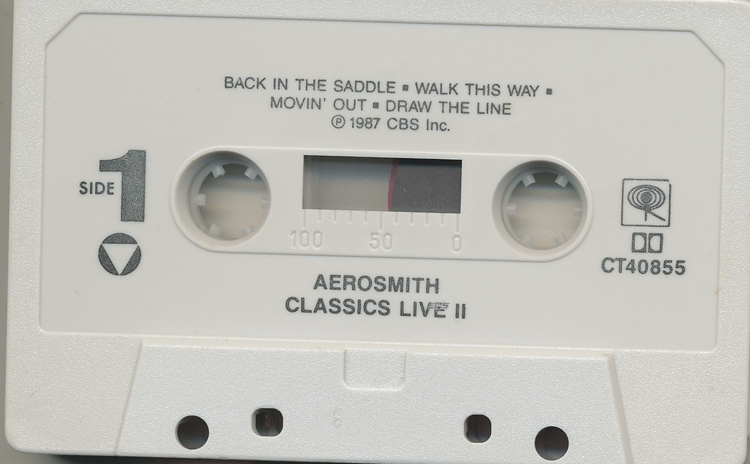 BACK IN THE SADDLE ▪ WALK THIS WAY ▪
MOVIN' OUT ▪ DRAW THE LINE
℗ 1987 CBS Inc.
SIDE 1
100 50 0
CT40855
AEROSMITH
CLASSICS LIVE II
6